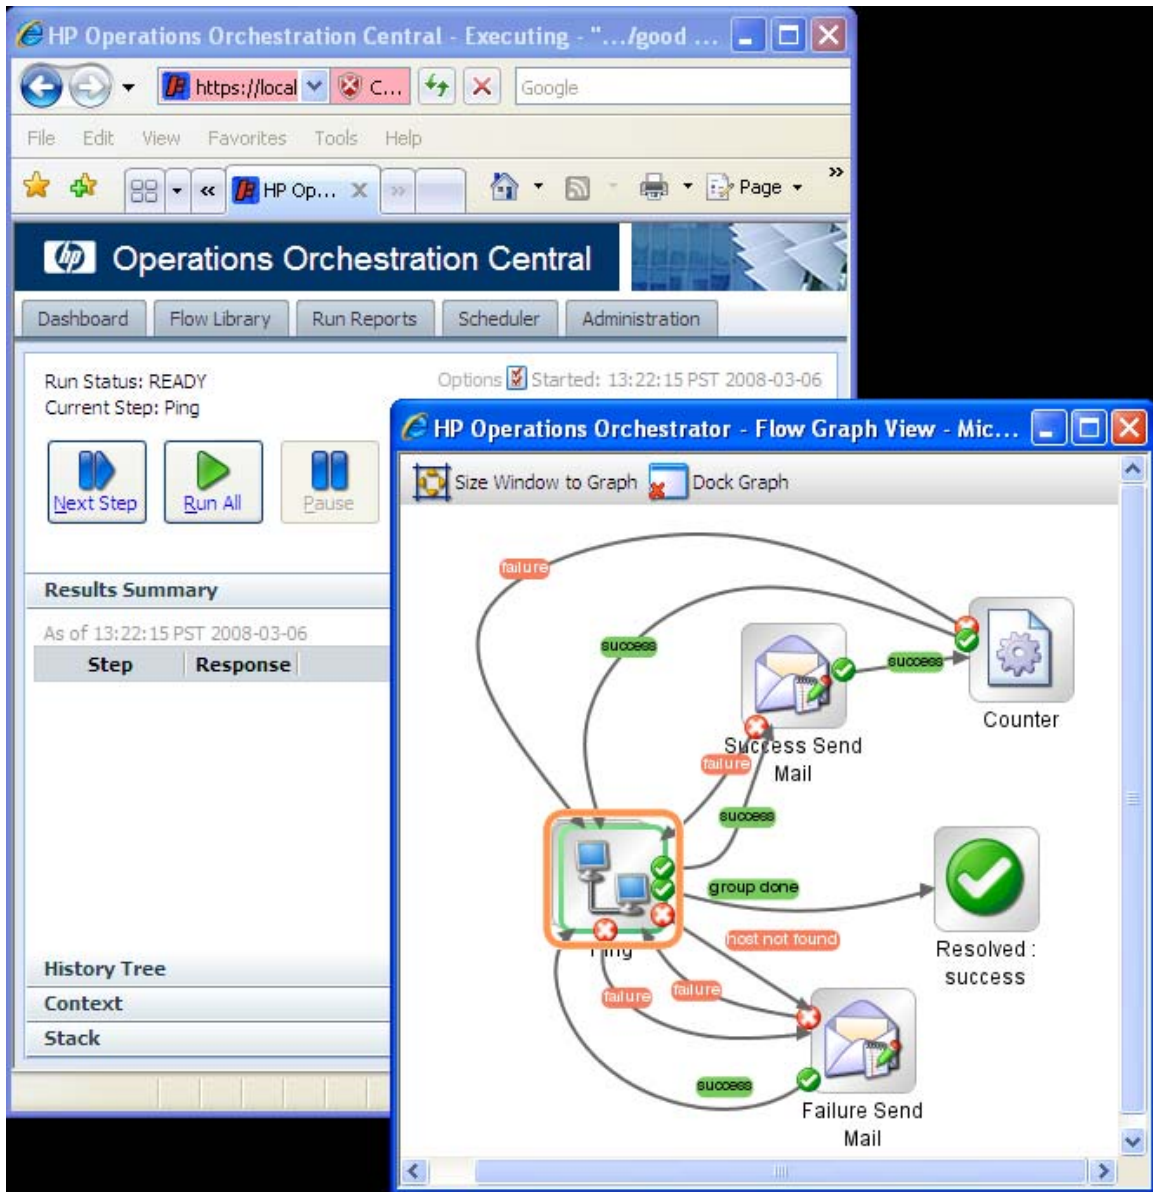 HP Operations Orchestration Central - Executing - ".../good ...
https://local
C...
Google
File Edit View Favorites Tools Help
HP Op...
Page
hp Operations Orchestration Central
Dashboard Flow Library Run Reports Scheduler Administration
Run Status: READY
Options Started: 13:22:15 PST 2008-03-06
Current Step: Ping
Next Step Run All Pause
Results Summary
As of 13:22:15 PST 2008-03-06
Step Response
History Tree
Context
Stack
HP Operations Orchestrator - Flow Graph View - Mic...
Size Window to Graph Dock Graph
failure
success
success
Counter
Success Send
Mail
failure
success
group done
Resolved :
success
host not found
Ping
failure
failure
success
Failure Send
Mail